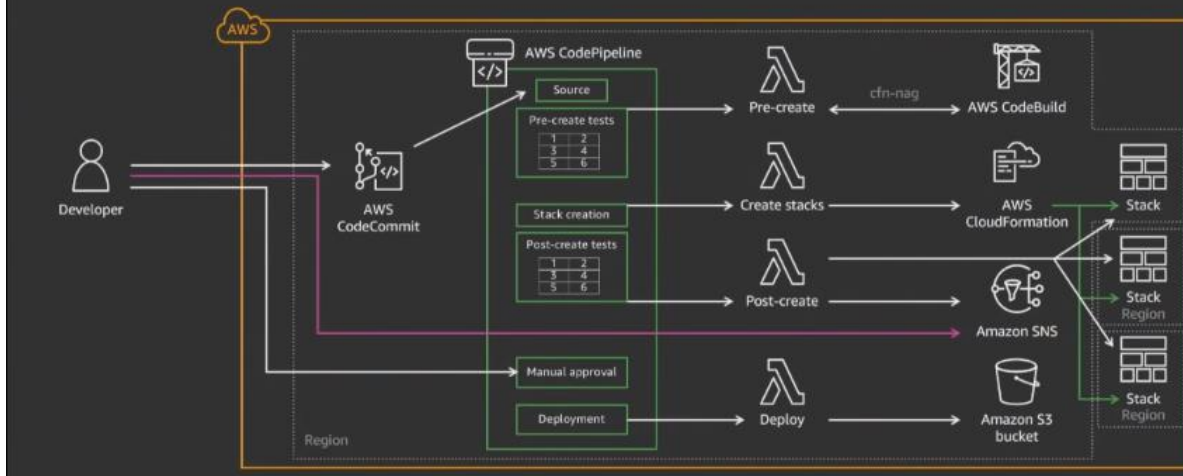 AWS
AWS CodePipeline
</>
Source
Pre-create tests
1 2
3 4
5 6
Stack creation
Post-create tests
1 2
3 4
5 6
Manual approval
Deployment
Developer
</>
AWS
CodeCommit
Pre-create
cfn-nag
</>
AWS CodeBuild
Create stacks
AWS
CloudFormation
Post-create
Amazon SNS
Deploy
Amazon S3
bucket
Stack
Stack
Region
Stack
Region
Region